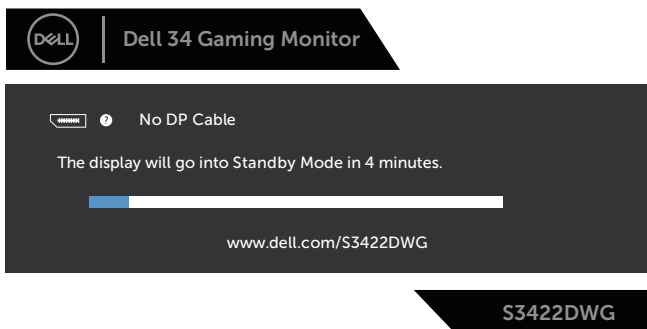 DELL
Dell 34 Gaming Monitor
? No DP Cable
The display will go into Standby Mode in 4 minutes.
www.dell.com/S3422DWG
S3422DWG